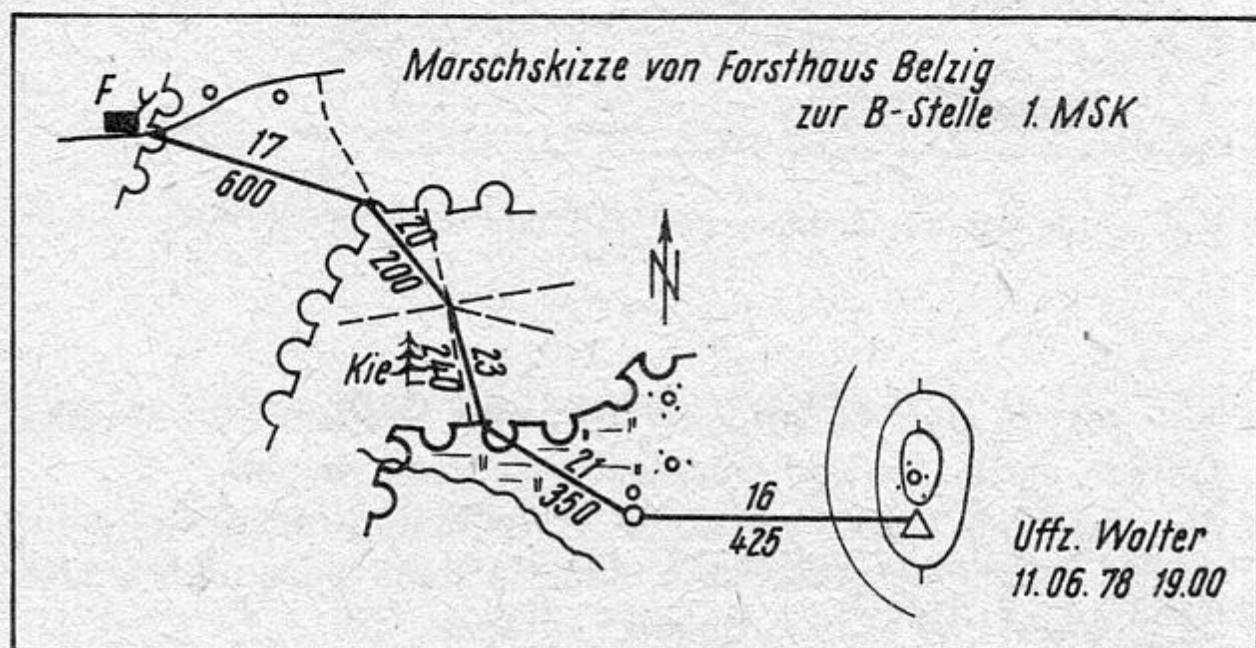 Marschskizze von Forsthaus Belzig
zur B-Stelle 1. MSK
F
17
600
20
200
N
Kie
240
23
21
350
16
425
Uffz. Wolter
11.06.78 19.00